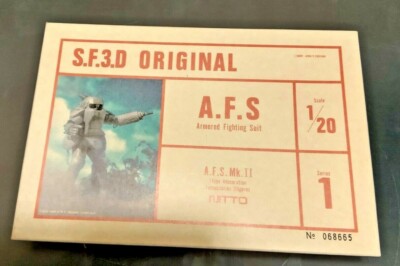 S.F.3.D ORIGINAL
A.F.S
Armored Fighting Suit
Scale
1/20
A.F.S. Mk.II
NITTO
Series
1
№ 068665